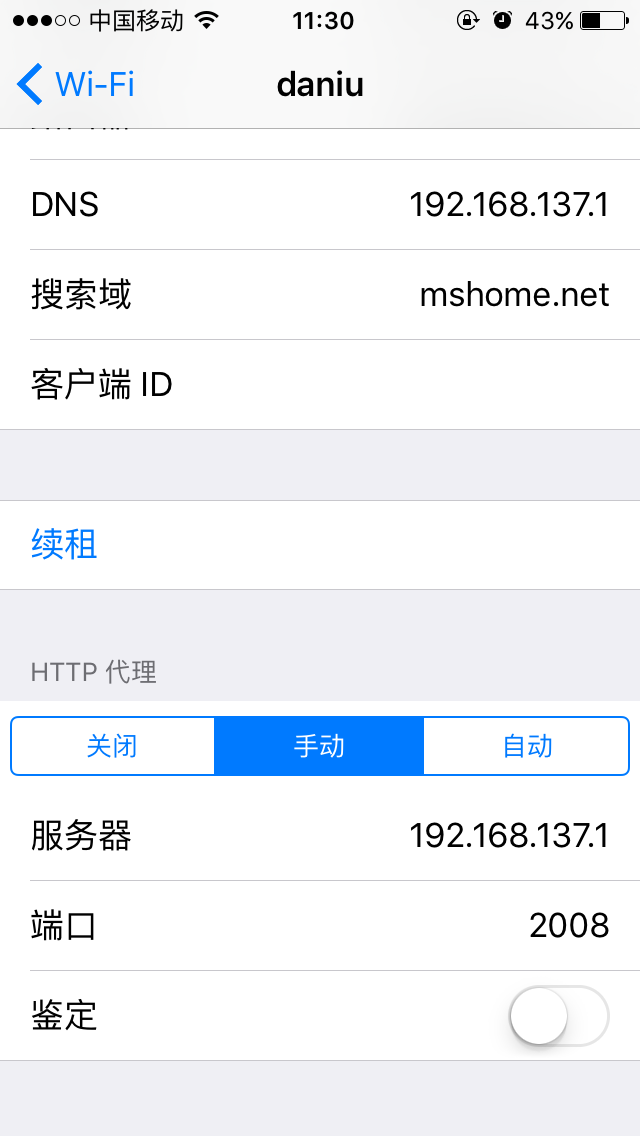 中国移动 11:30 43%
Wi-Fi daniu
DNS 192.168.137.1
搜索域 mshome.net
客户端 ID
续租
HTTP 代理
关闭 手动 自动
服务器 192.168.137.1
端口 2008
鉴定